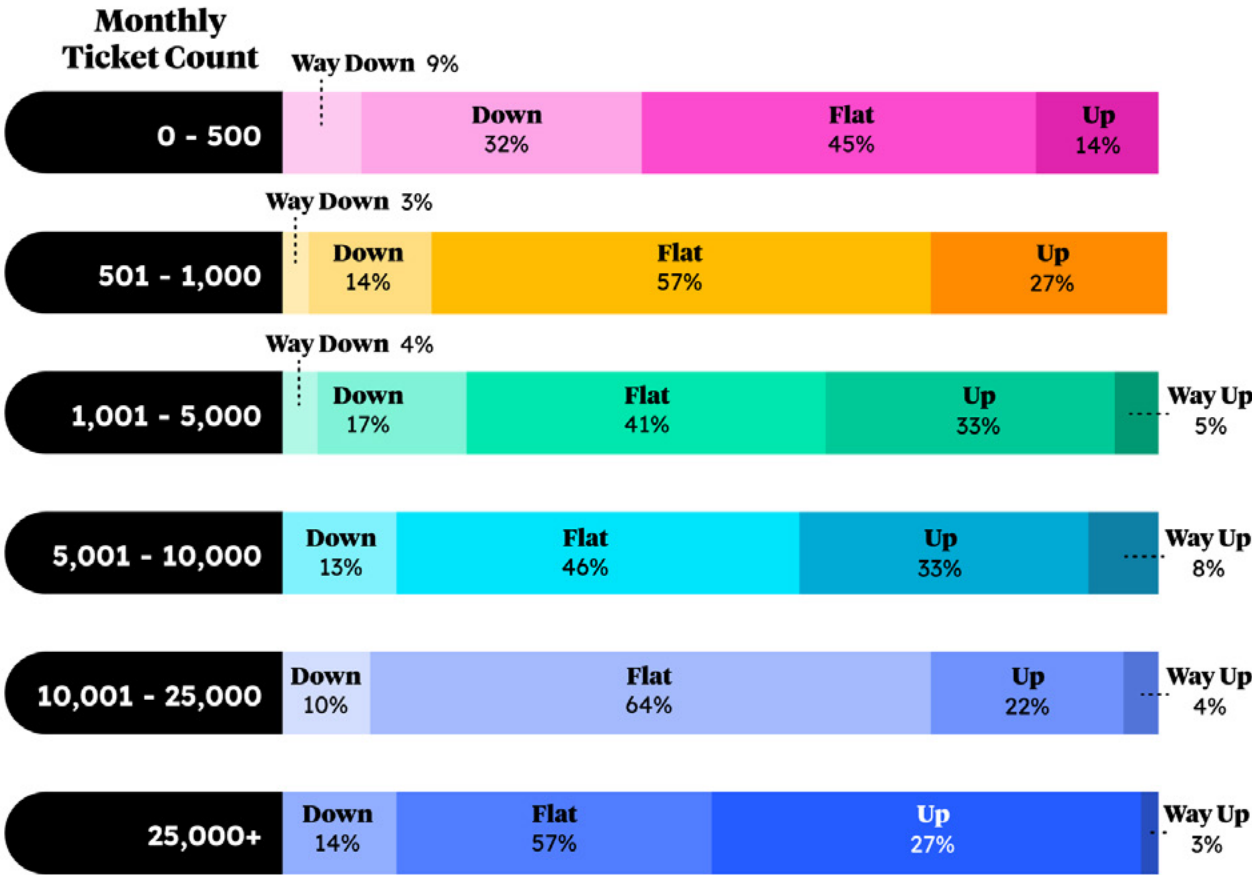 Monthly
Ticket Count
Way Down 9%
0 - 500
Down
32%
Flat
45%
Up
14%
Way Down 3%
501 - 1,000
Down
14%
Flat
57%
Up
27%
Way Down 4%
1,001 - 5,000
Down
17%
Flat
41%
Up
33%
Way Up
5%
5,001 - 10,000
Down
13%
Flat
46%
Up
33%
Way Up
8%
10,001 - 25,000
Down
10%
Flat
64%
Up
22%
Way Up
4%
25,000+
Down
14%
Flat
57%
Up
27%
Way Up
3%